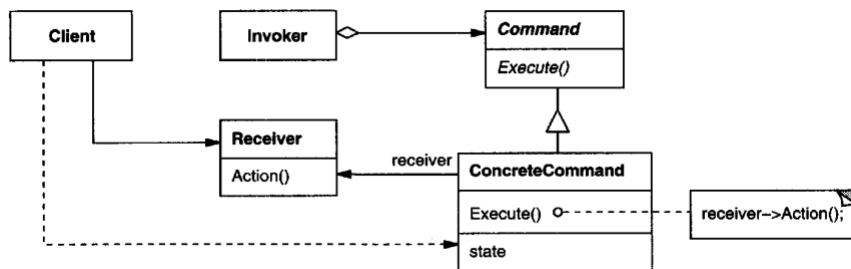 Client
Invoker
Command
Execute()
Receiver
Action()
receiver
ConcreteCommand
Execute()
receiver->Action();
state